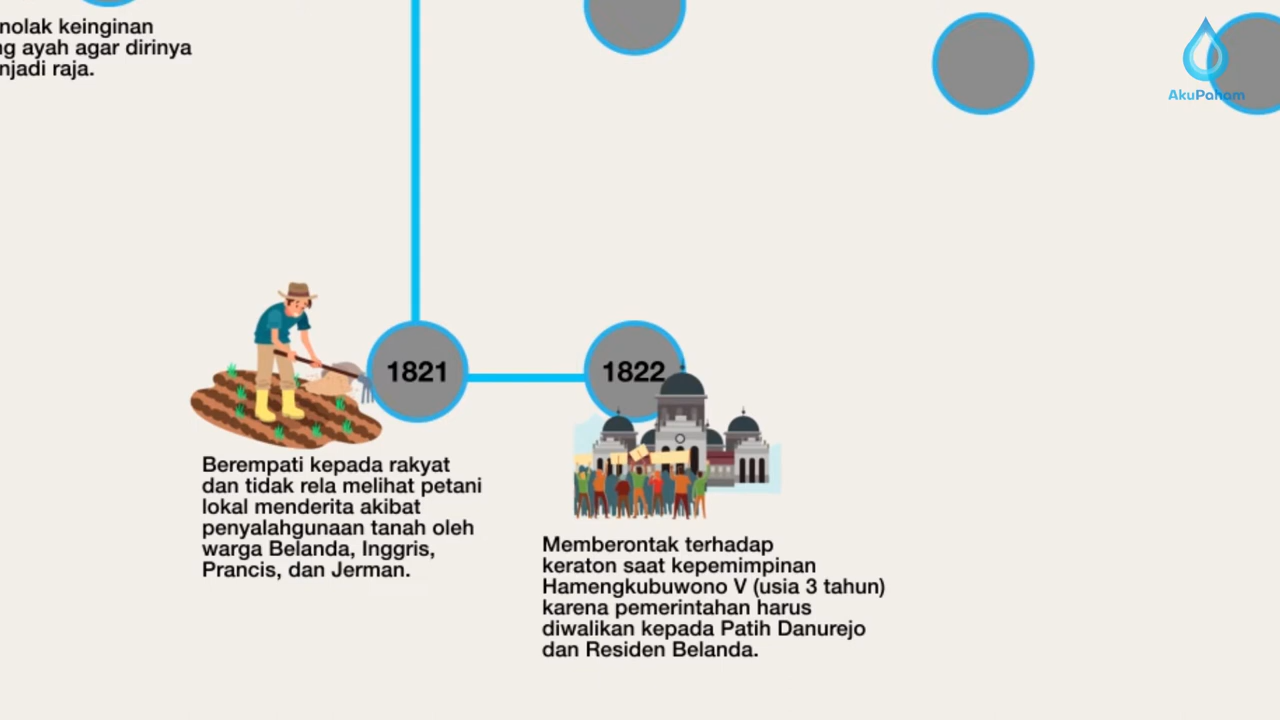 nolak keinginan
ng ayah agar dirinya
njadi raja.
AkuPaham
1821
1822
Berempati kepada rakyat
dan tidak rela melihat petani
lokal menderita akibat
penyalahgunaan tanah oleh
warga Belanda, Inggris,
Prancis, dan Jerman.
Memberontak terhadap
keraton saat kepemimpinan
Hamengkubuwono V (usia 3 tahun)
karena pemerintahan harus
diwalikan kepada Patih Danurejo
dan Residen Belanda.